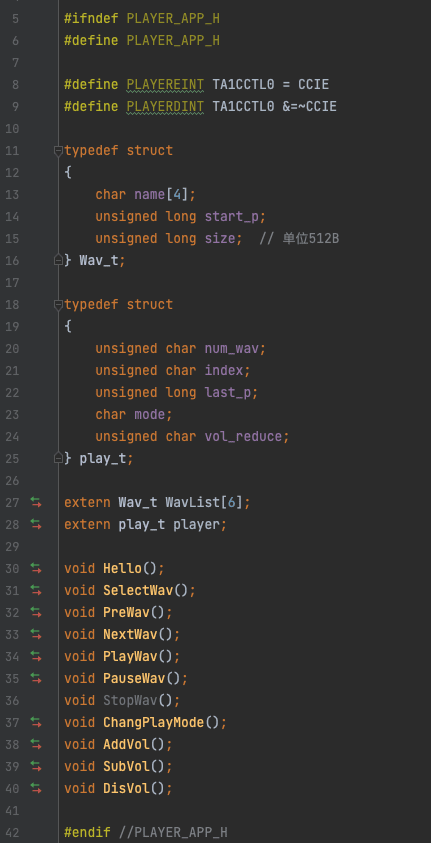 5 #ifndef PLAYER_APP_H
6 #define PLAYER_APP_H
7
8 #define PLAYEREINT TA1CCTL0 = CCIE
9 #define PLAYERDINT TA1CCTL0 &=~CCIE
10
11 typedef struct
12 {
13     char name[4];
14     unsigned long start_p;
15     unsigned long size;  // 单位512B
16 } Wav_t;
17
18 typedef struct
19 {
20     unsigned char num_wav;
21     unsigned char index;
22     unsigned long last_p;
23     char mode;
24     unsigned char vol_reduce;
25 } play_t;
26
27 extern Wav_t WavList[6];
28 extern play_t player;
29
30 void Hello();
31 void SelectWav();
32 void PreWav();
33 void NextWav();
34 void PlayWav();
35 void PauseWav();
36 void StopWav();
37 void ChangPlayMode();
38 void AddVol();
39 void SubVol();
40 void DisVol();
41
42 #endif //PLAYER_APP_H